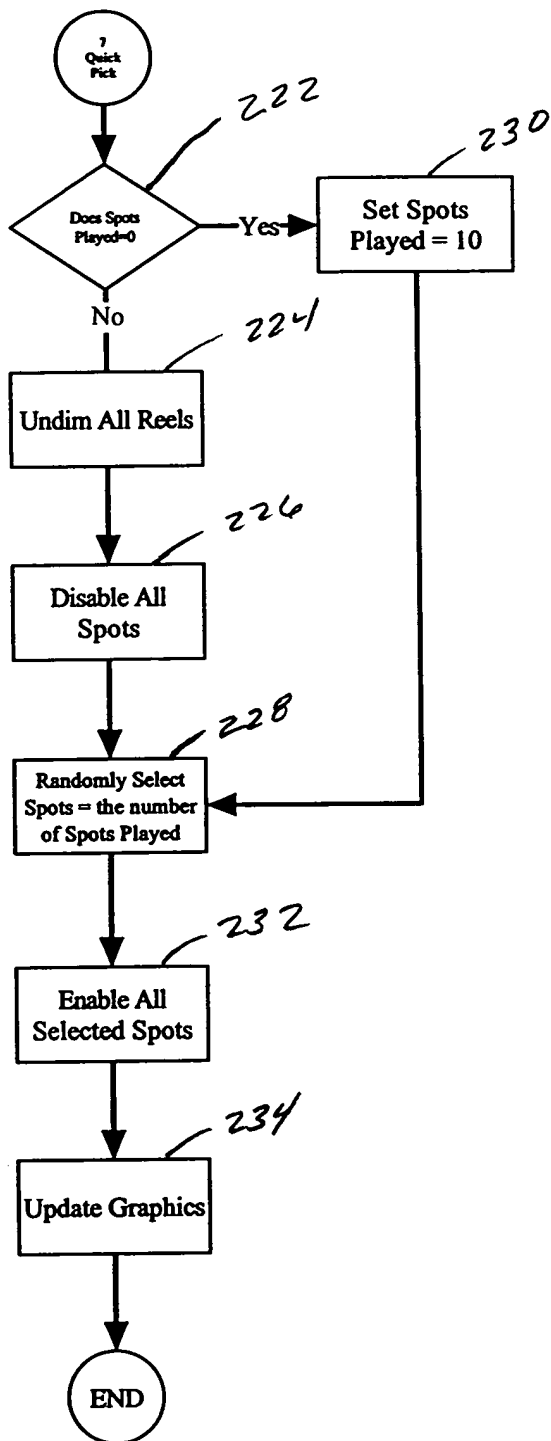 7
Quick
Pick
222
230
Does Spots
Played=0
Yes
Set Spots
Played = 10
No
224
Undim All Reels
226
Disable All
Spots
228
Randomly Select
Spots = the number
of Spots Played
232
Enable All
Selected Spots
234
Update Graphics
END